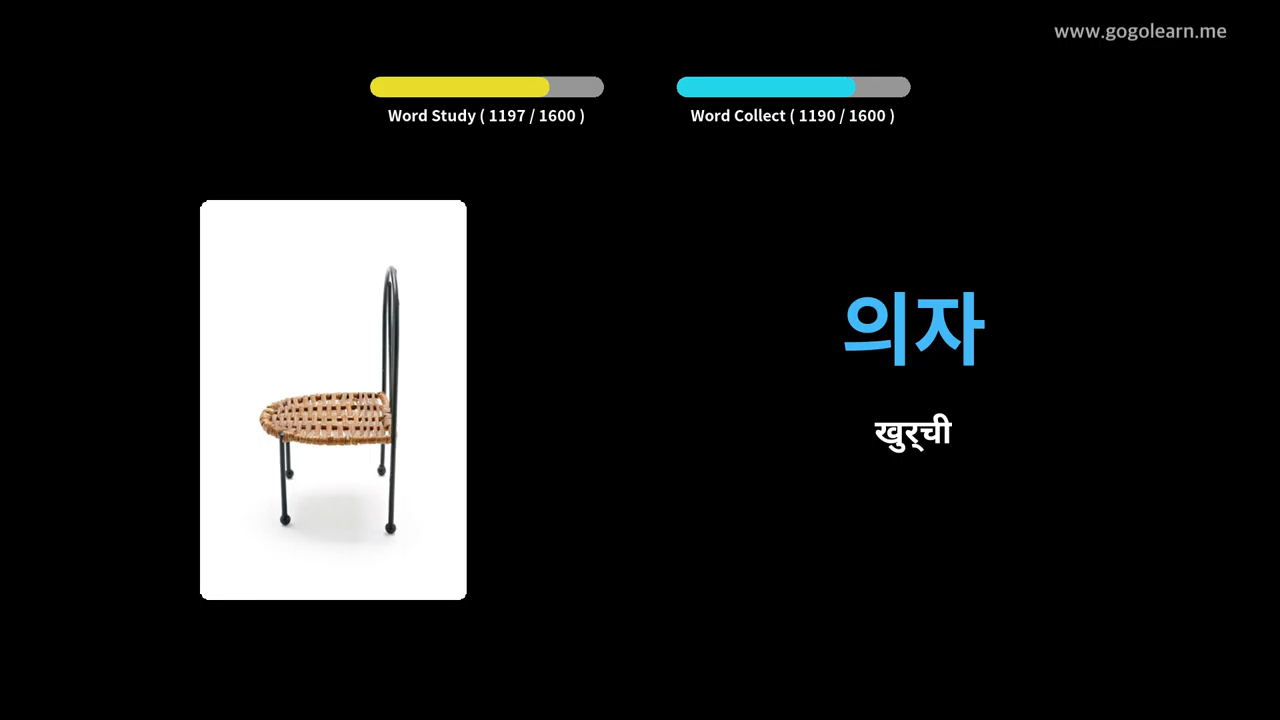 www.gogolearn.me
Word Study ( 1197 / 1600 )
Word Collect ( 1190 / 1600 )
의자
खुर्ची